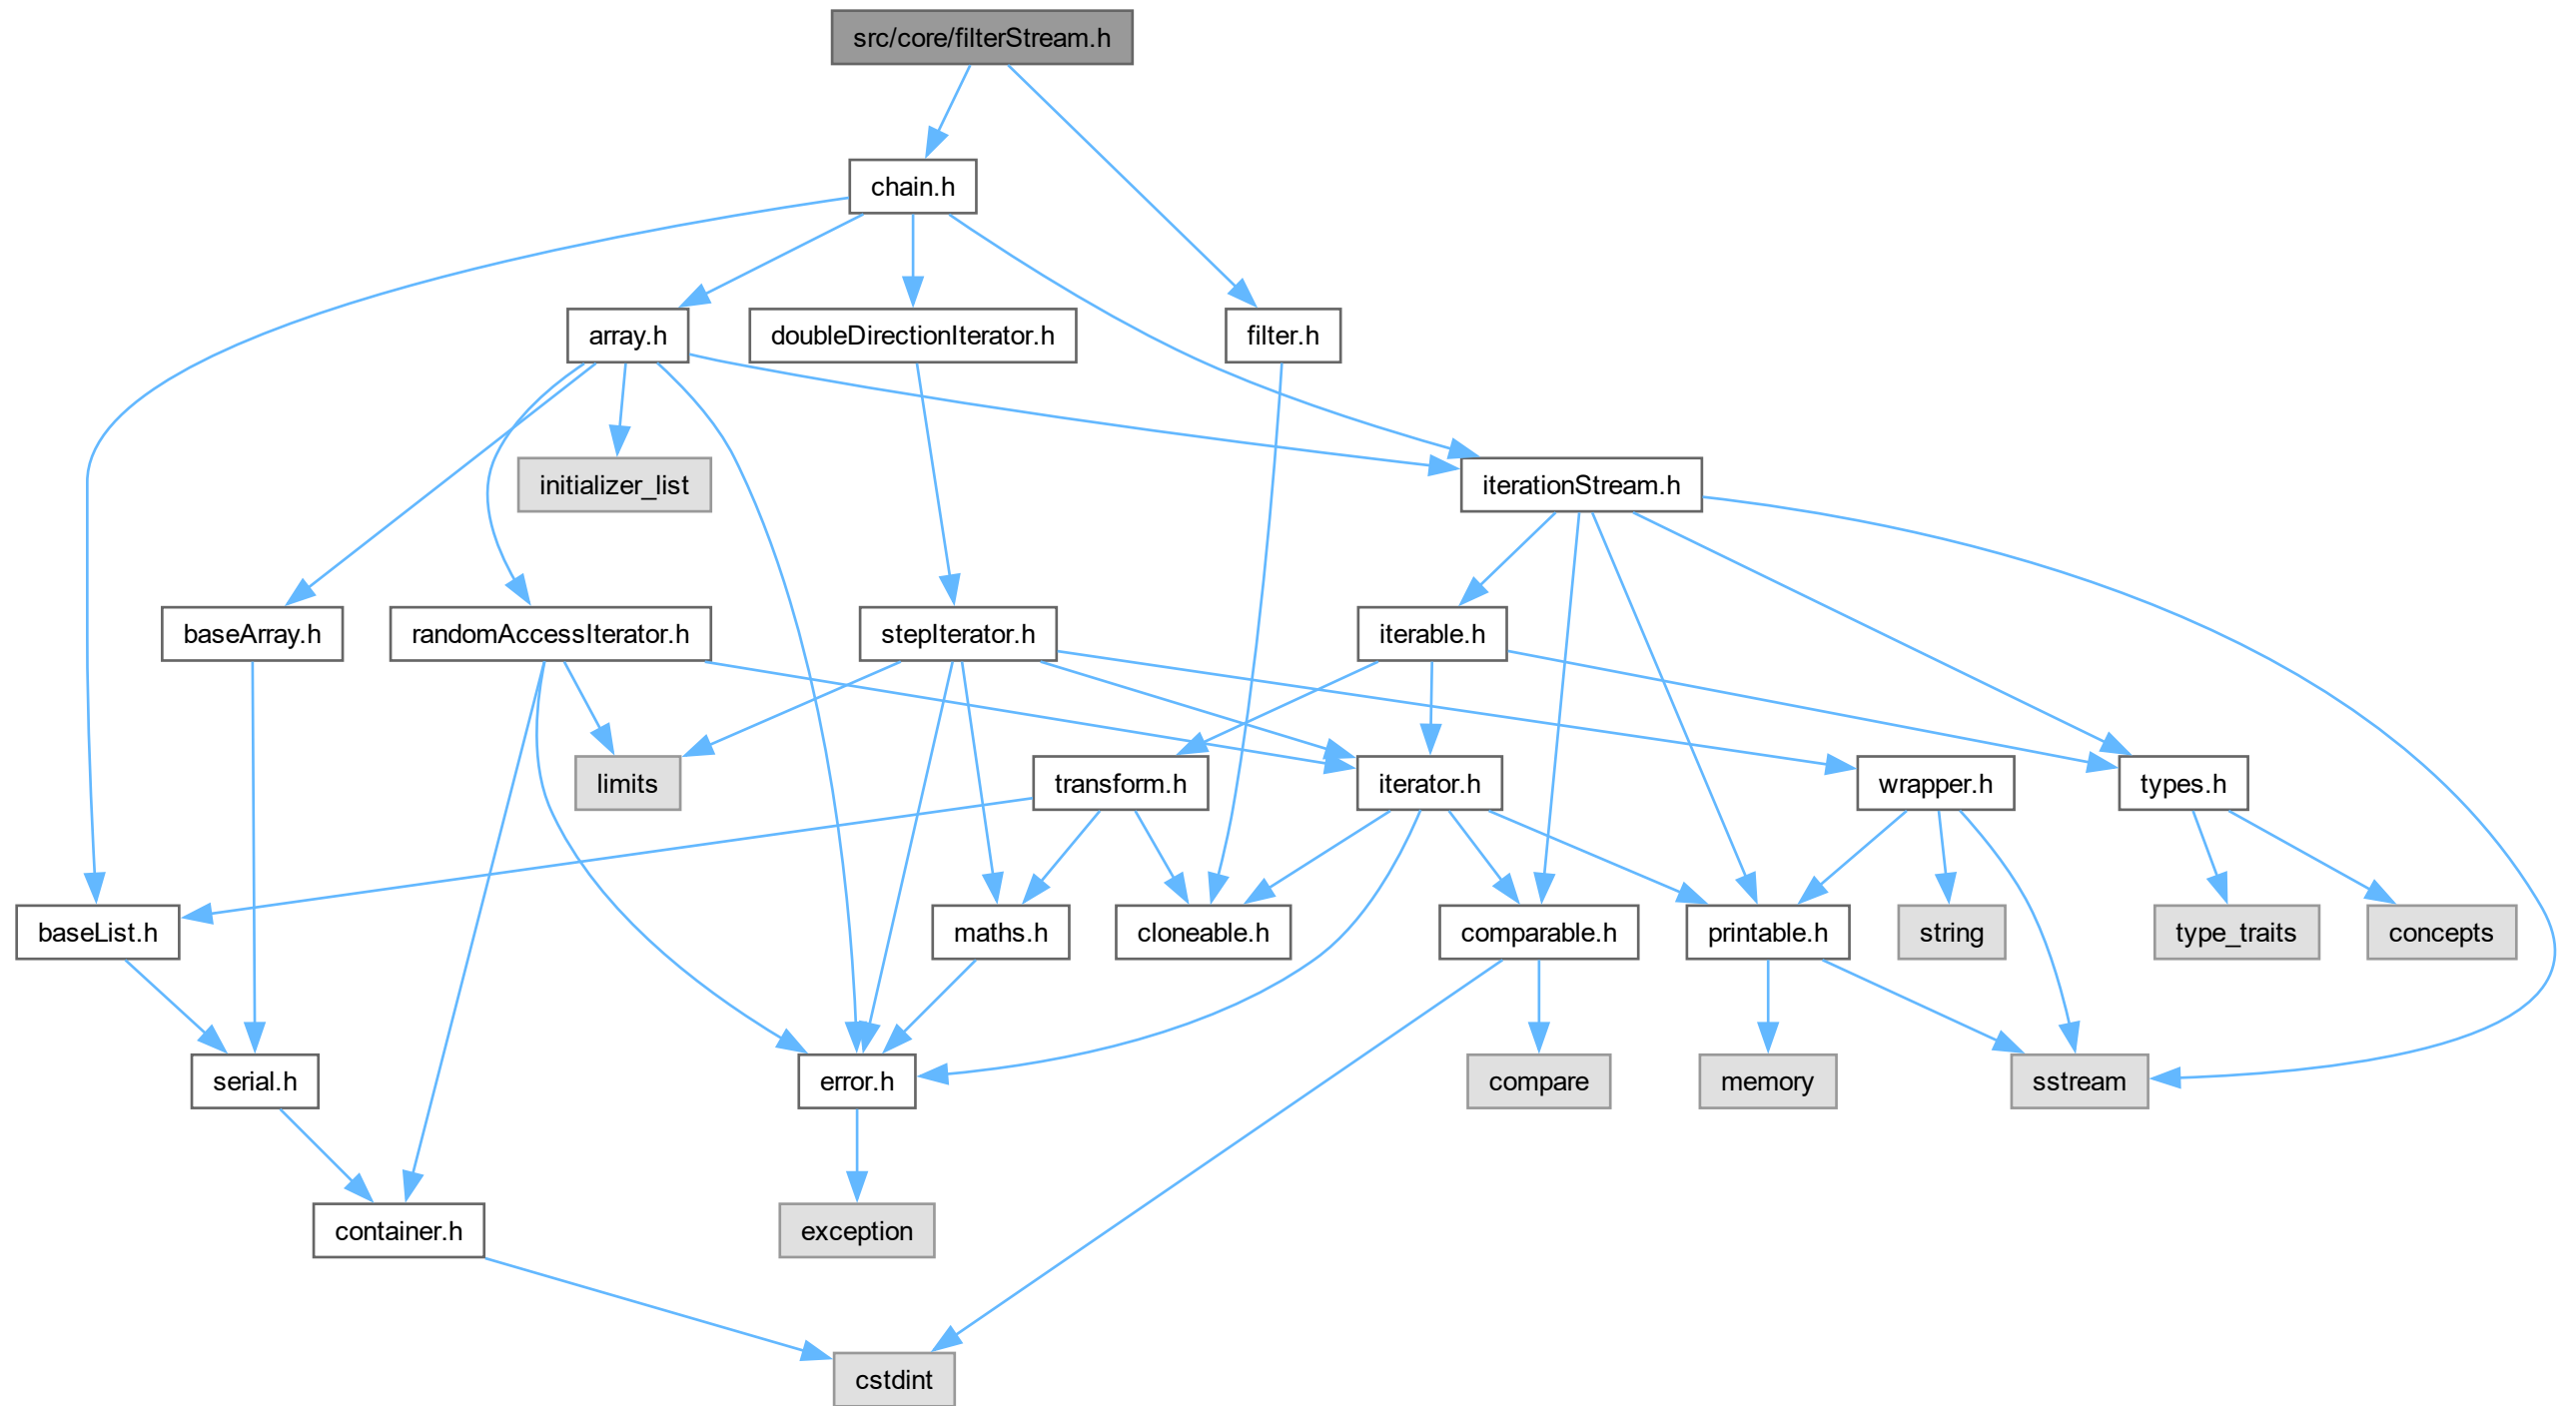 src/core/filterStream.h
chain.h
array.h
doubleDirectionIterator.h
filter.h
initializer_list
iterationStream.h
baseArray.h
randomAccessIterator.h
stepIterator.h
iterable.h
limits
transform.h
iterator.h
wrapper.h
types.h
baseList.h
maths.h
cloneable.h
comparable.h
printable.h
string
type_traits
concepts
serial.h
error.h
compare
memory
sstream
container.h
exception
cstdint